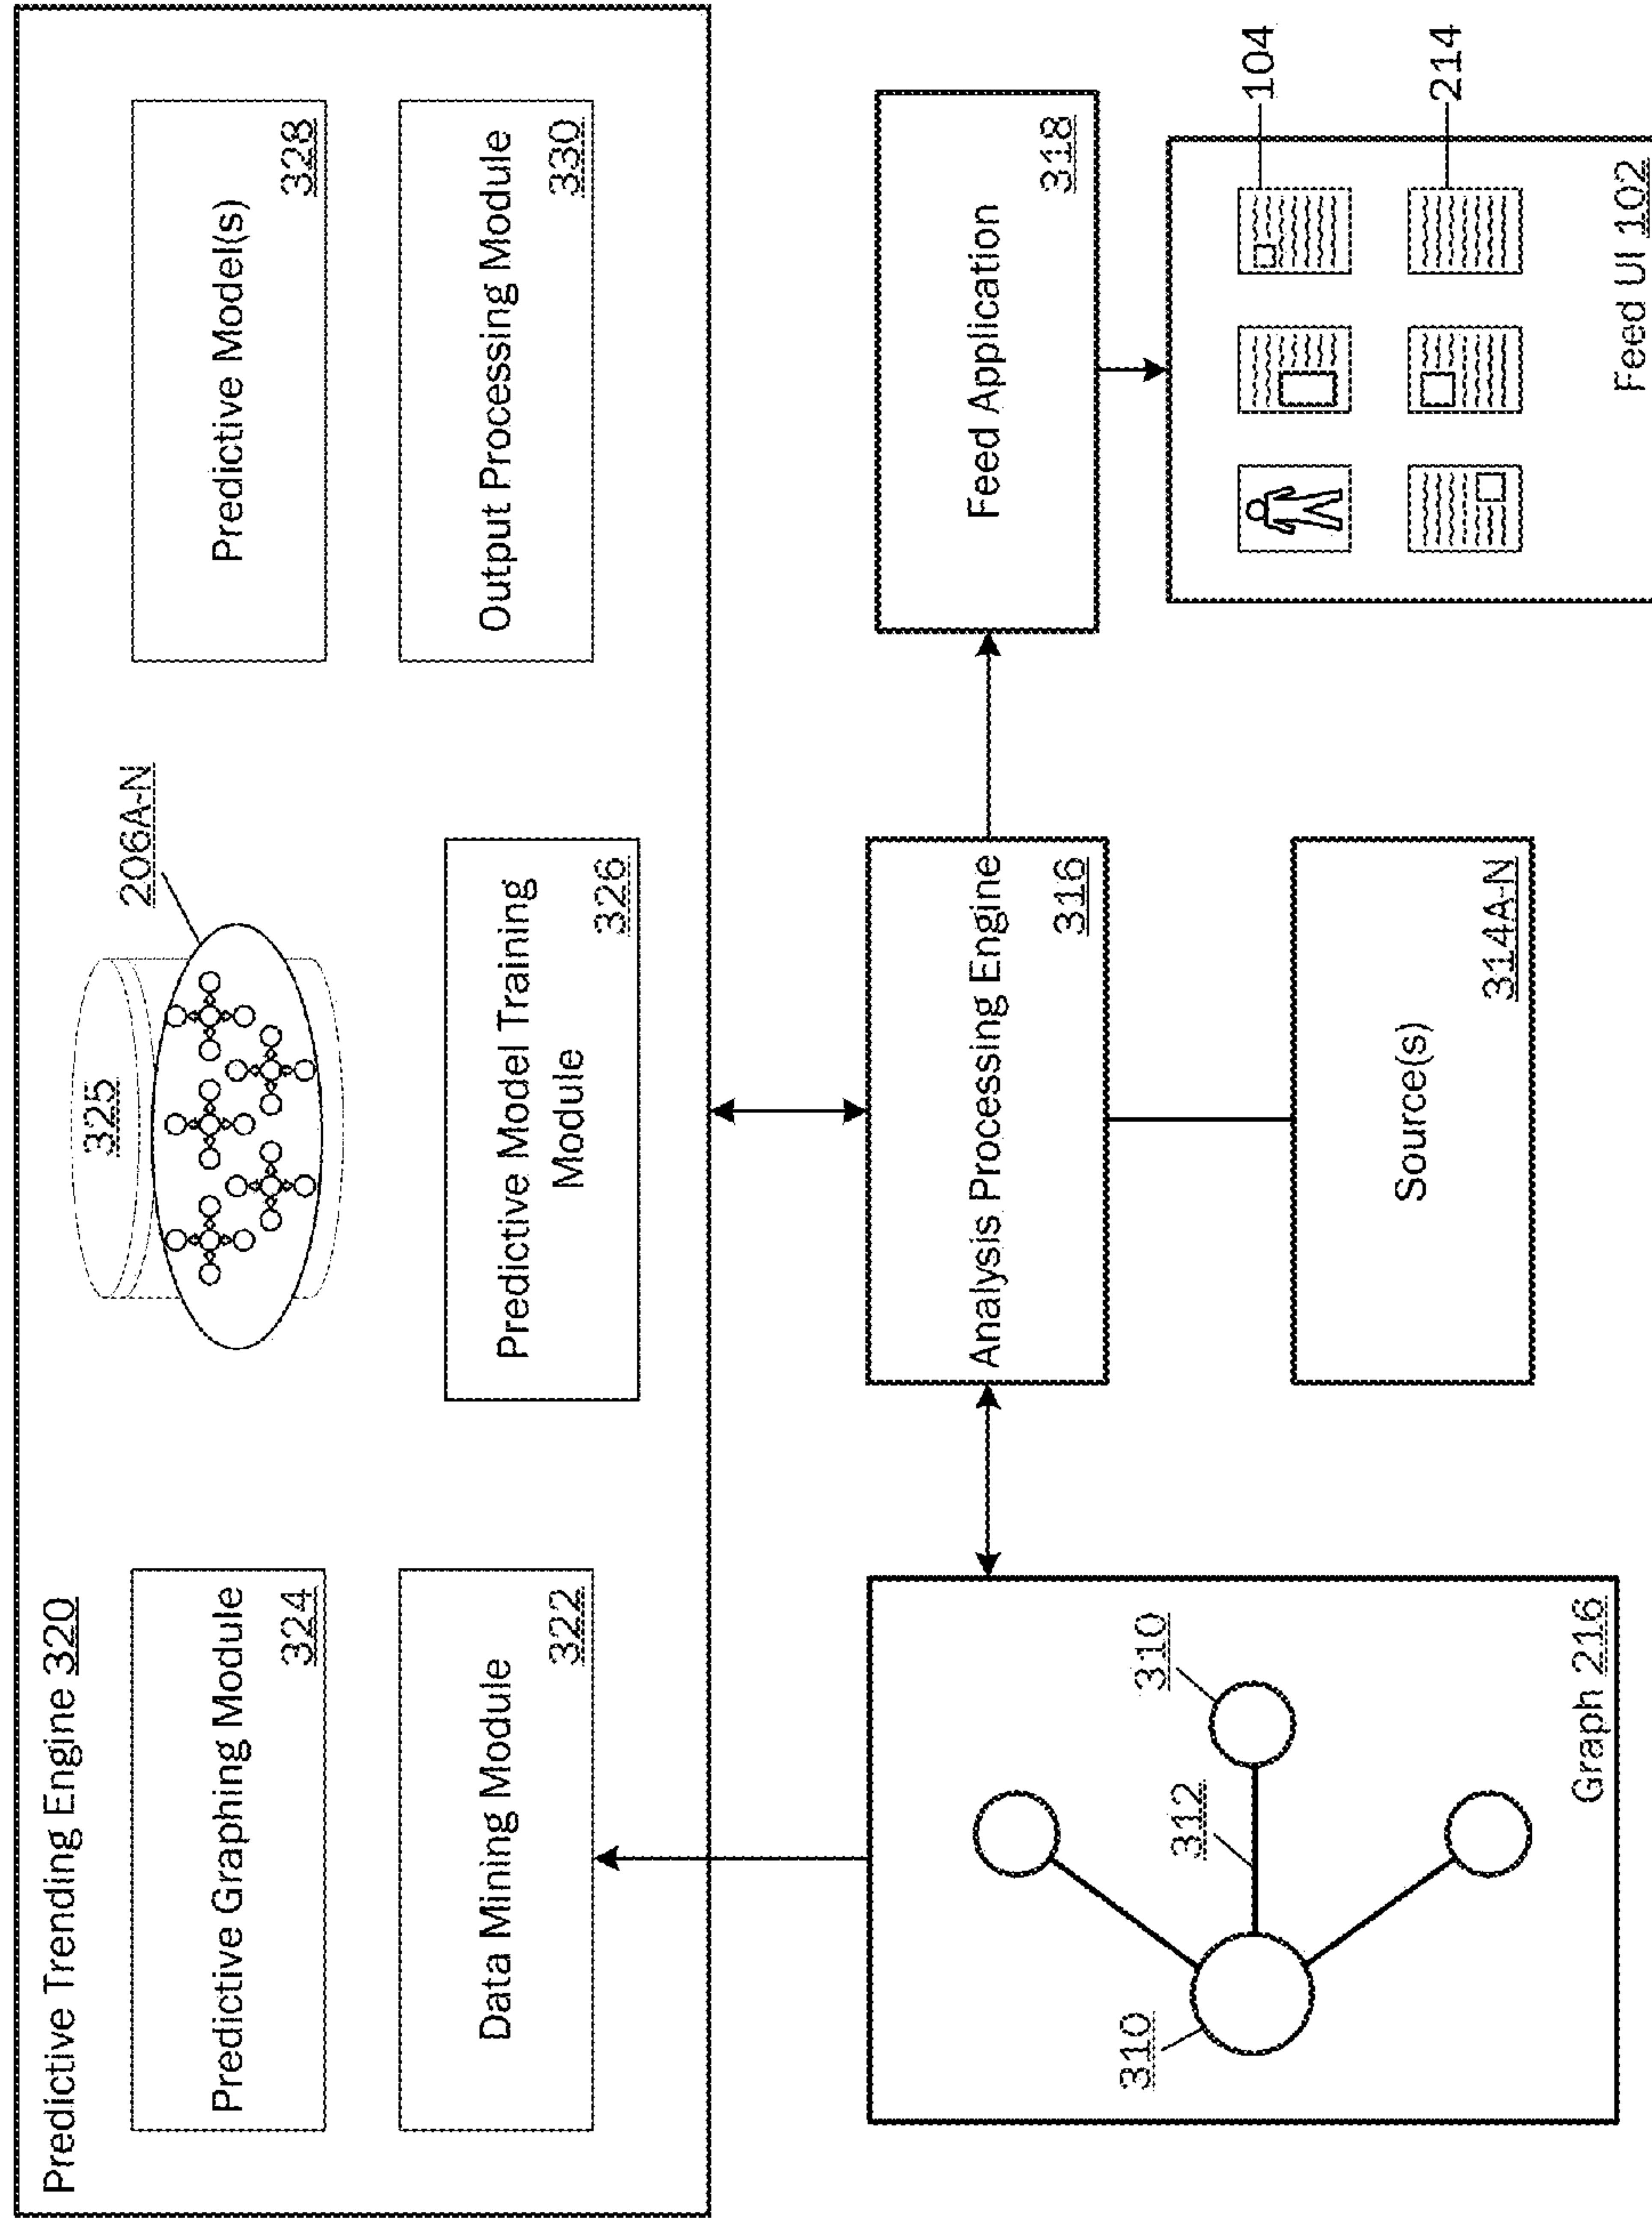 Predictive Trending Engine 320
Predictive Graphing Module
324
Data Mining Module
322
325
206A-N
Predictive Model Training
Module
326
Predictive Model(s)
328
Output Processing Module
330
310
312
310
Graph 216
Analysis Processing Engine
316
Source(s)
314A-N
Feed Application
318
104
214
Feed UI 102